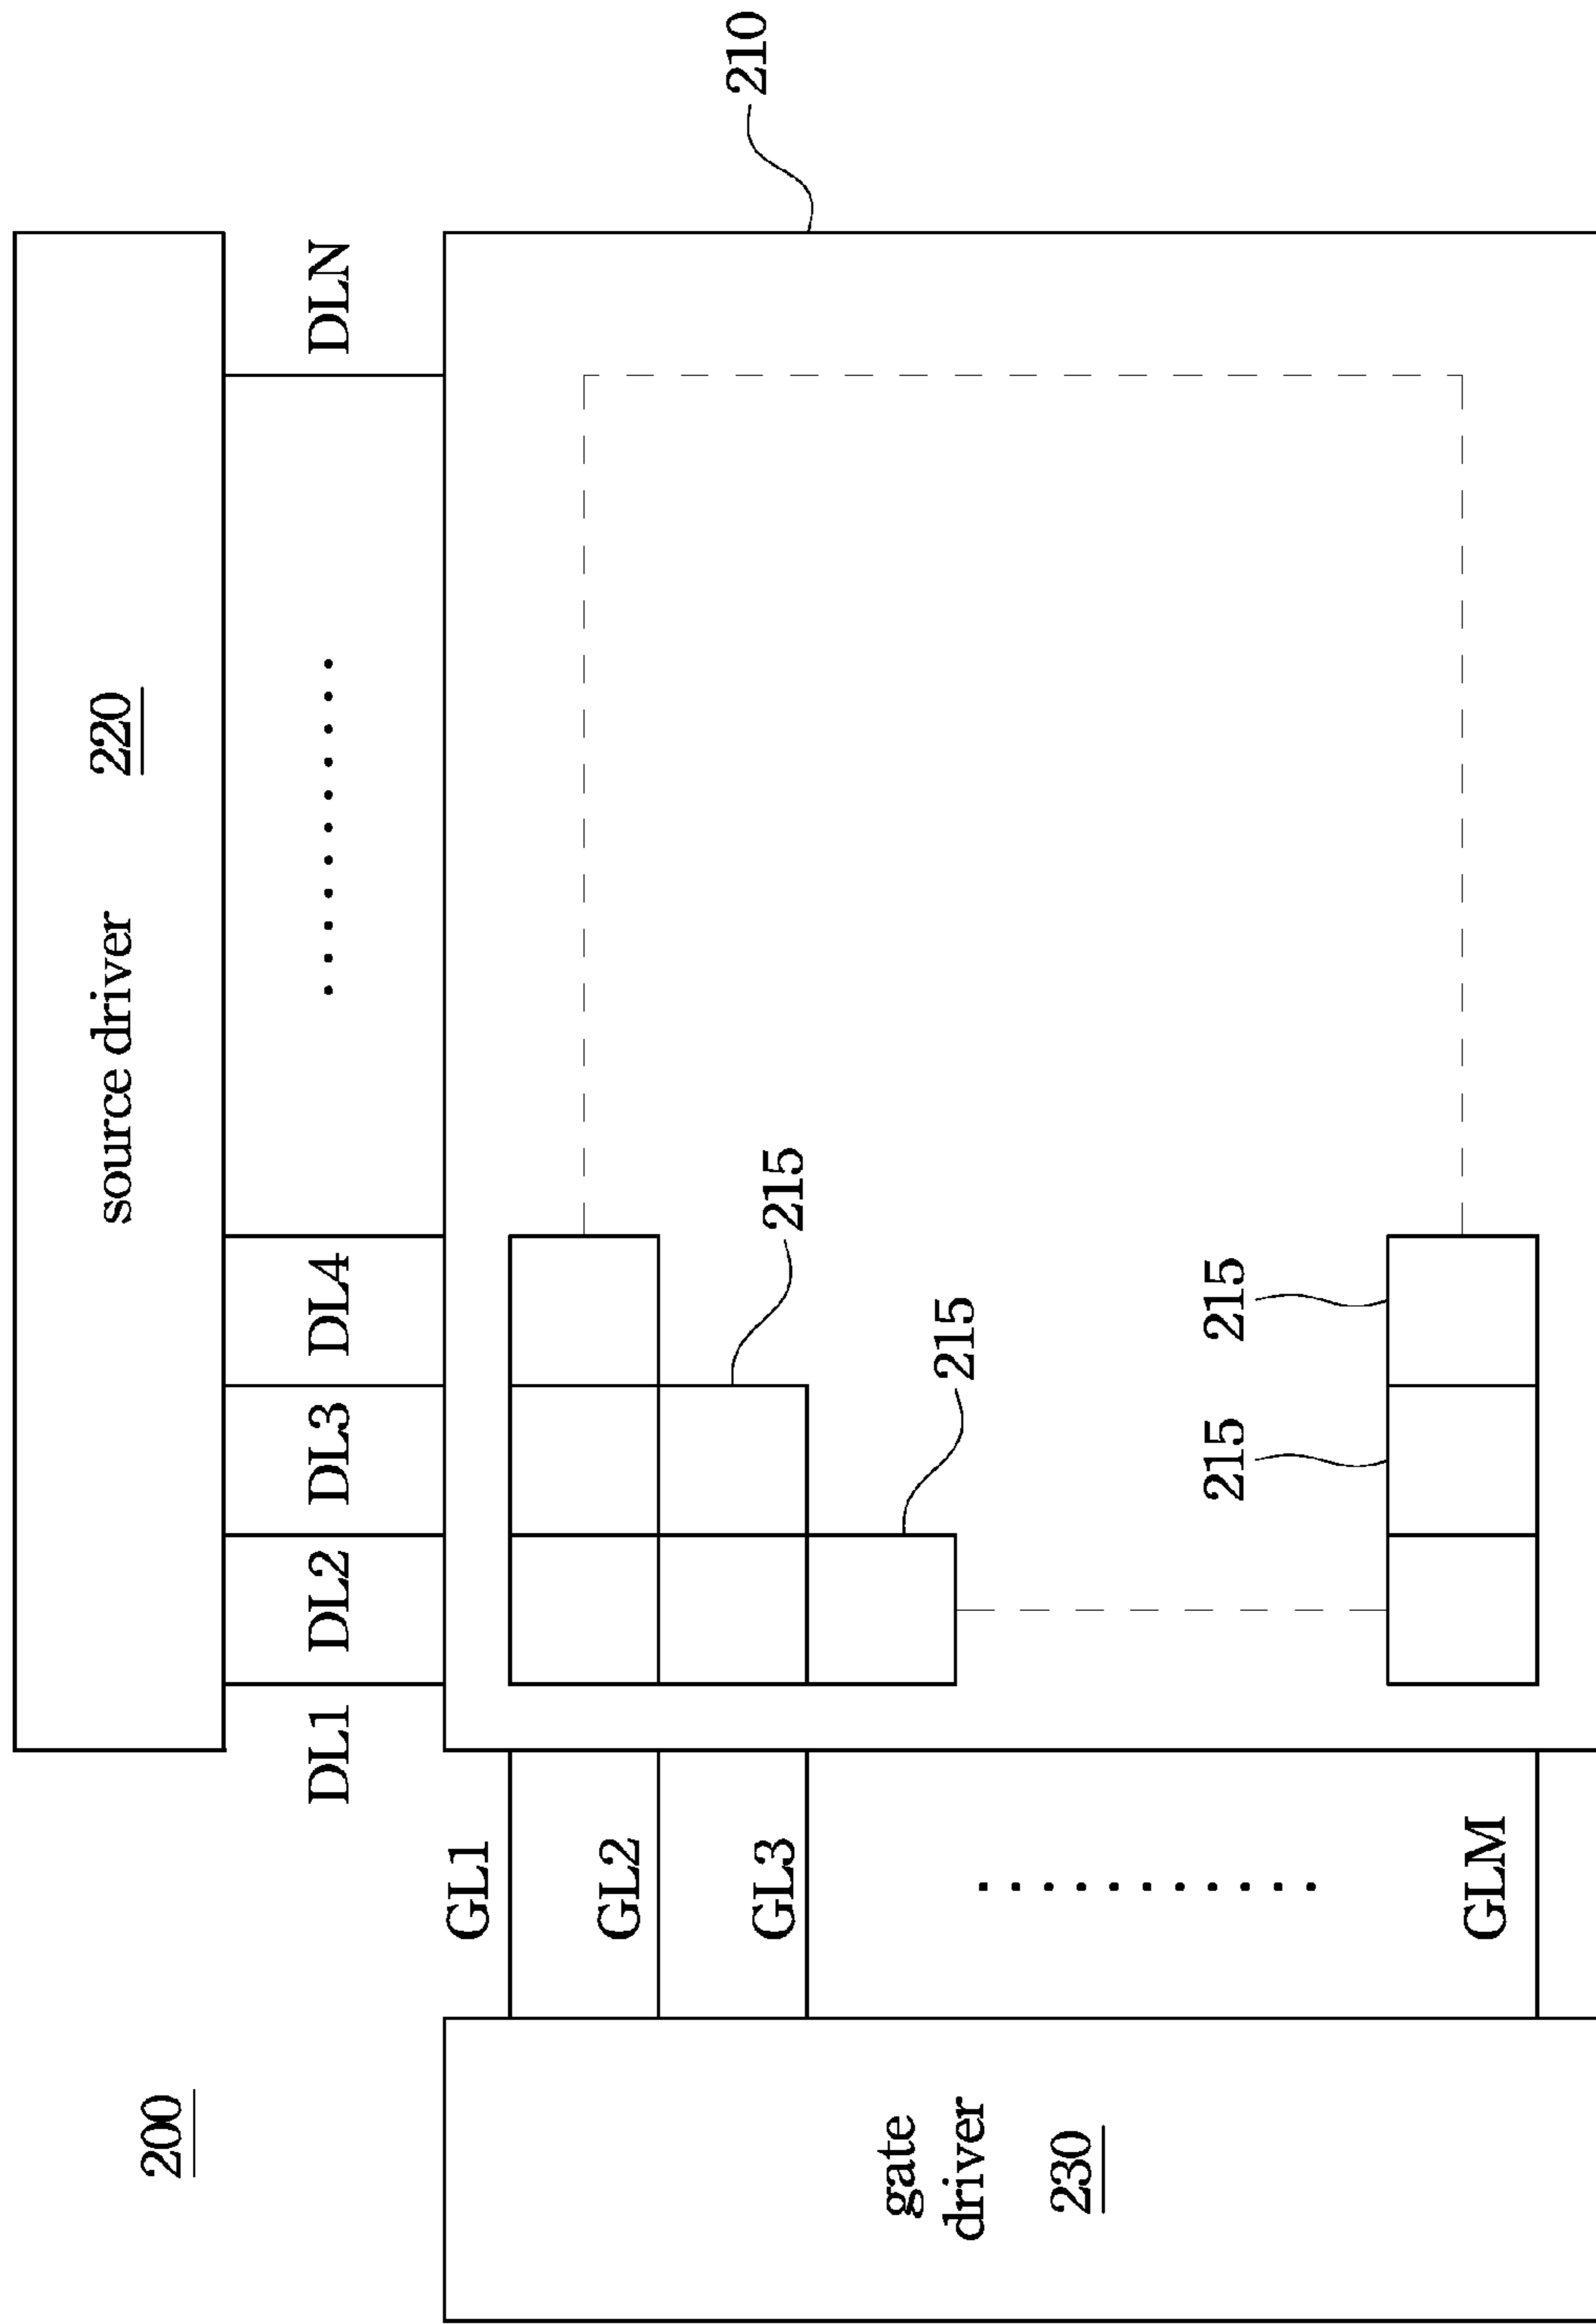 200
source driver 220
DL1 DL2 DL3 DL4 ........... DLN
GL1
GL2
GL3
210
215
215
gate
driver
230
...........
215 215
GLM